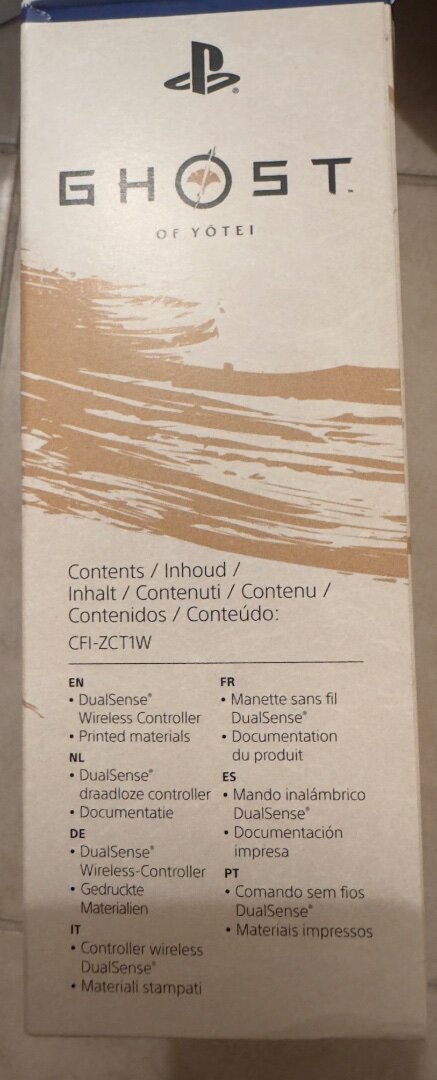 GHOST™
OF YŌTEI
Contents / Inhoud /
Inhalt / Contenuti / Contenu /
Contenidos / Conteúdo:
CFI-ZCT1W
EN
• DualSense®
Wireless Controller
• Printed materials
NL
• DualSense®
draadloze controller
• Documentatie
DE
• DualSense®
Wireless-Controller
• Gedruckte
Materialien
IT
• Controller wireless
DualSense®
• Materiali stampati
FR
• Manette sans fil
DualSense®
• Documentation
du produit
ES
• Mando inalámbrico
DualSense®
• Documentación
impresa
PT
• Comando sem fios
DualSense®
• Materiais impressos